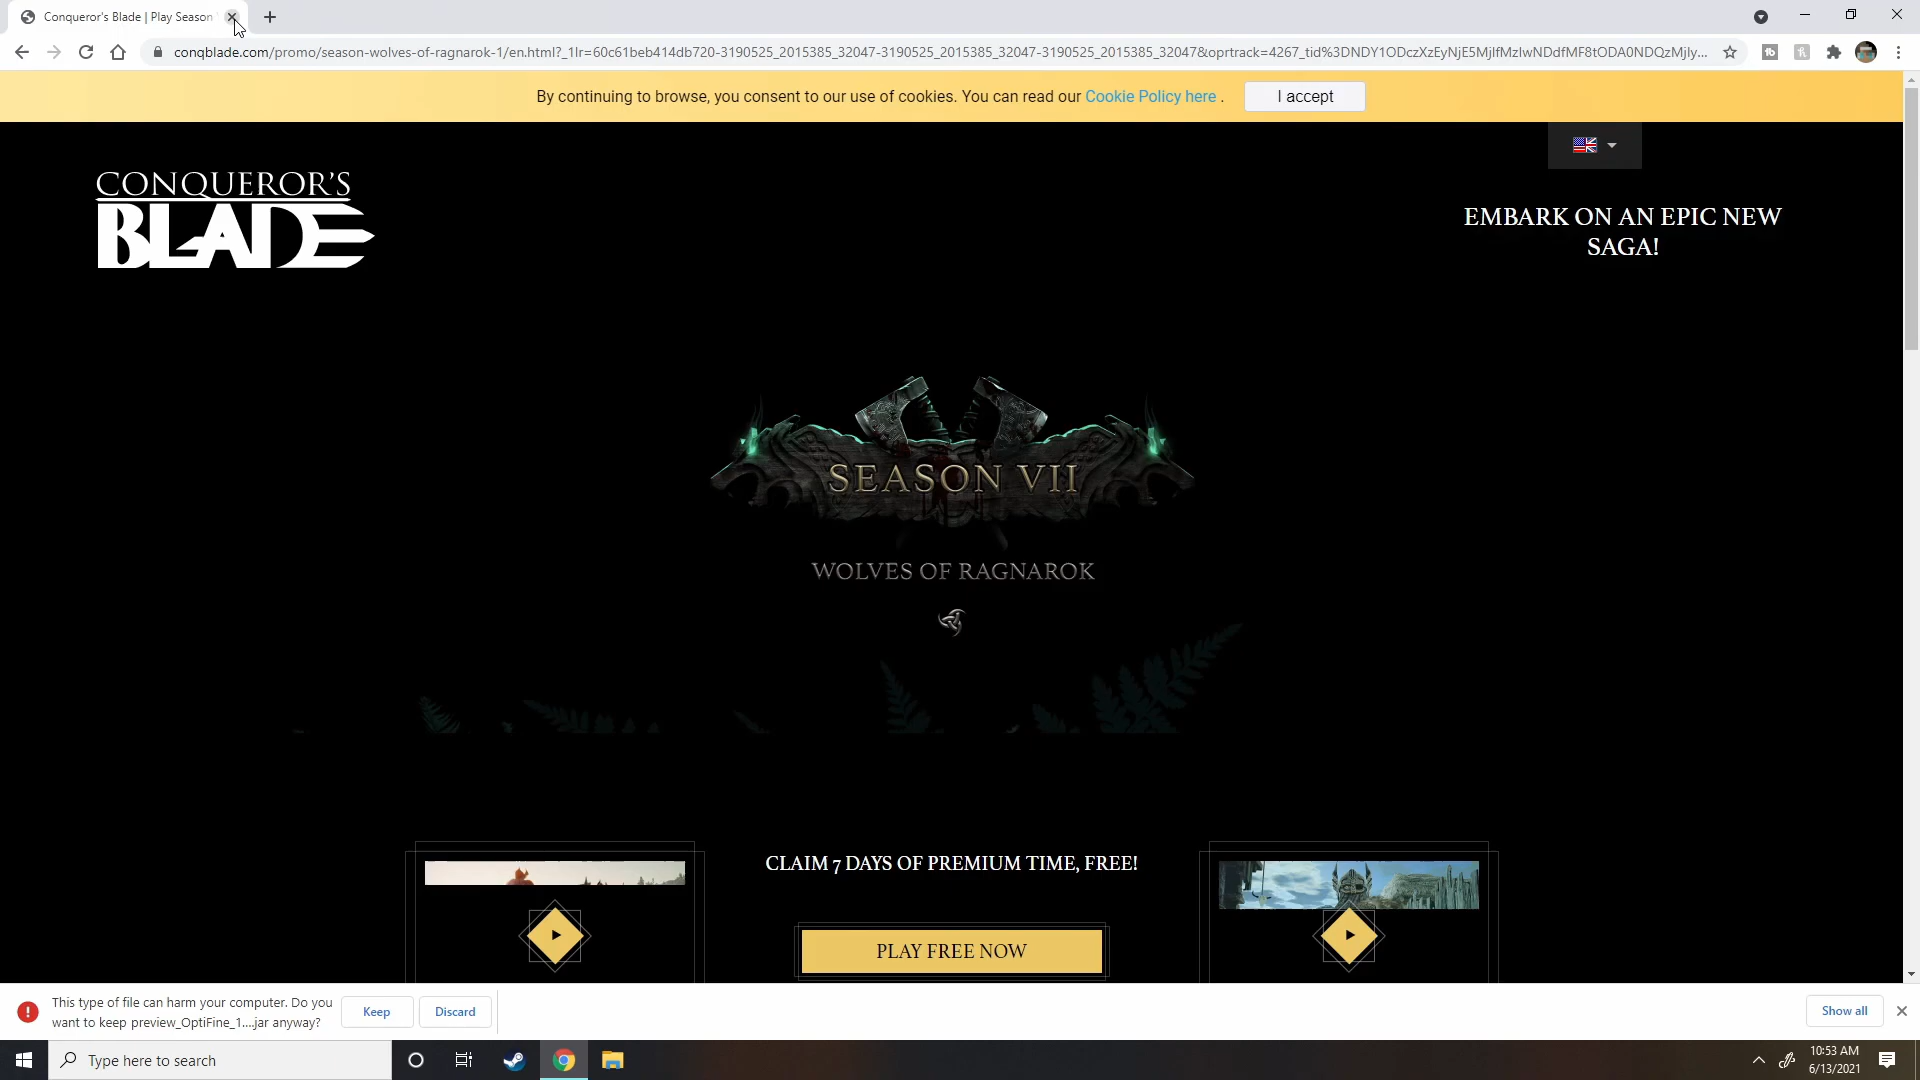 Conqueror's Blade | Play Season
conqblade.com/promo/season-wolves-of-ragnarok-1/en.html?_1lr=60c61beb414db720-3190525_2015385_32047-3190525_2015385_32047-3190525_2015385_32047&oprtrack=4267_tid%3DNDY1ODczXzEyNjE5MjIfMzIwNDdfMF8tODA0NDQzMjIy...
By continuing to browse, you consent to our use of cookies. You can read our Cookie Policy here . I accept
CONQUEROR'S
BLADE
EMBARK ON AN EPIC NEW
SAGA!
SEASON VII
WOLVES OF RAGNAROK
CLAIM 7 DAYS OF PREMIUM TIME, FREE!
PLAY FREE NOW
This type of file can harm your computer. Do you
want to keep preview_OptiFine_1....jar anyway?
Keep
Discard
Show all
Type here to search
10:53 AM
6/13/2021